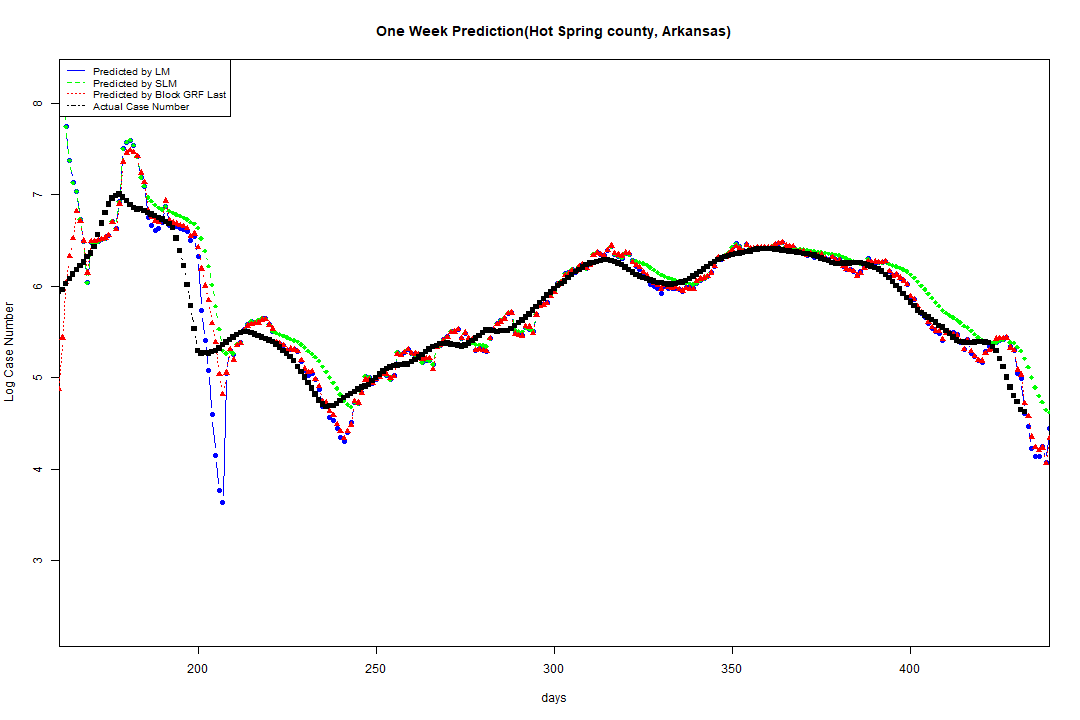 One Week Prediction(Hot Spring county, Arkansas)
Predicted by LM
Predicted by SLM
Predicted by Block GRF Last
Actual Case Number
8
7
6
5
4
3
Log Case Number
200 250 300 350 400
days